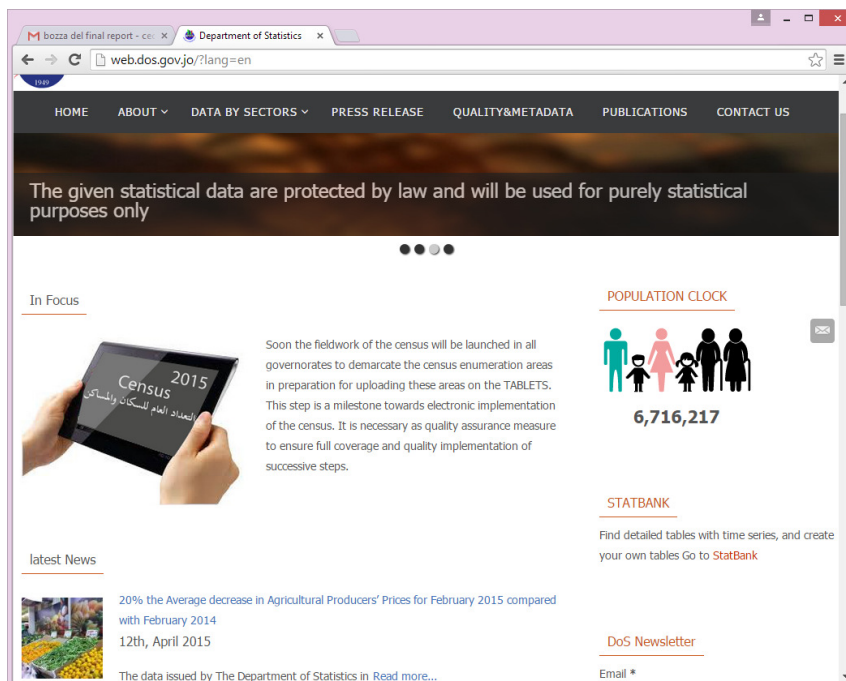 bozza del final report - ce
Department of Statistics
web.dos.gov.jo/?lang=en
1949
HOME ABOUT DATA BY SECTORS PRESS RELEASE QUALITY&METADATA PUBLICATIONS CONTACT US
The given statistical data are protected by law and will be used for purely statistical
purposes only
In Focus
Census 2015
التعداد العام للسكان والمساكن
Soon the fieldwork of the census will be launched in all
governorates to demarcate the census enumeration areas
in preparation for uploading these areas on the TABLETS.
This step is a milestone towards electronic implementation
of the census. It is necessary as quality assurance measure
to ensure full coverage and quality implementation of
successive steps.
POPULATION CLOCK
6,716,217
STATBANK
Find detailed tables with time series, and create
your own tables Go to StatBank
latest News
20% the Average decrease in Agricultural Producers' Prices for February 2015 compared
with February 2014
12th, April 2015
The data issued by The Department of Statistics in Read more...
DoS Newsletter
Email *